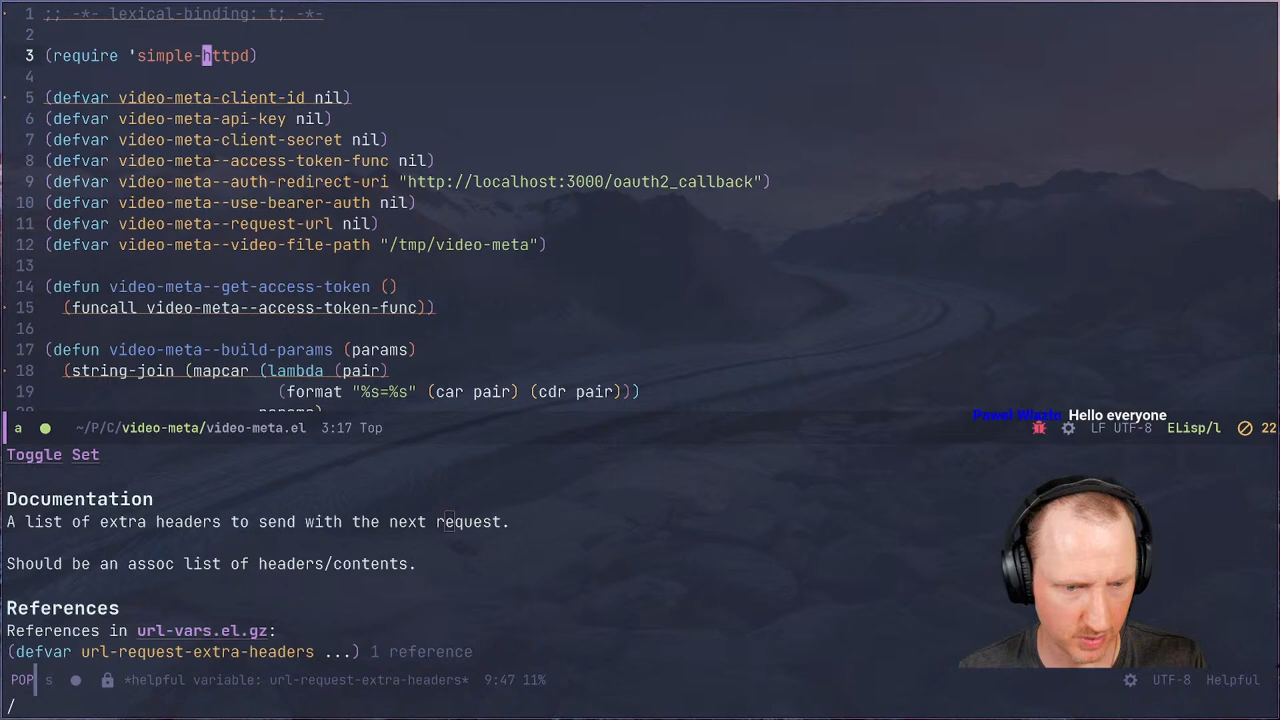 1 ;; -*- lexical-binding: t; -*-
2
3 (require 'simple-httpd)
4
5 (defvar video-meta-client-id nil)
6 (defvar video-meta-api-key nil)
7 (defvar video-meta-client-secret nil)
8 (defvar video-meta--access-token-func nil)
9 (defvar video-meta--auth-redirect-uri "http://localhost:3000/oauth2_callback")
10 (defvar video-meta--use-bearer-auth nil)
11 (defvar video-meta--request-url nil)
12 (defvar video-meta--video-file-path "/tmp/video-meta")
13
14 (defun video-meta--get-access-token ()
15 (funcall video-meta--access-token-func))
16
17 (defun video-meta--build-params (params)
18 (string-join (mapcar (lambda (pair)
19 (format "%s=%s" (car pair) (cdr pair)))
Hello everyone
a ~/P/C/video-meta/video-meta.el 3:17 Top LF UTF-8 ELisp/l 22
Toggle Set
Documentation
A list of extra headers to send with the next request.
Should be an assoc list of headers/contents.
References
References in url-vars.el.gz:
(defvar url-request-extra-headers ...) 1 reference
POP s *helpful variable: url-request-extra-headers* 9:47 11% UTF-8 Helpful
/